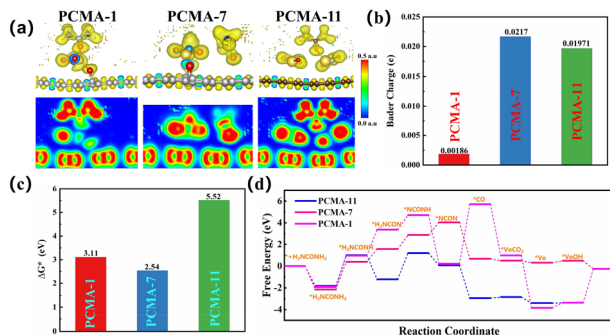 (a)
PCMA-1
PCMA-7
PCMA-11
0.5 a.u
0.0 a.u
(b)
Bader Charge (e)
0.025
0.020
0.015
0.010
0.005
0.000
0.00186
0.0217
0.01971
PCMA-1
PCMA-7
PCMA-11
(c)
ΔG* (eV)
6
5
4
3
2
1
0
3.11
2.54
5.52
PCMA-1
PCMA-7
PCMA-11
(d)
Free Energy (eV)
6
4
2
0
-2
-4
PCMA-11
PCMA-7
PCMA-1
*+H₂NCONH₂
*H₂NCONH₂
*H₂NCONH
*H₂NCON
*NCONH
*NCON
*CO
*VoCO₂
*Vo
*VoOH
Reaction Coordinate